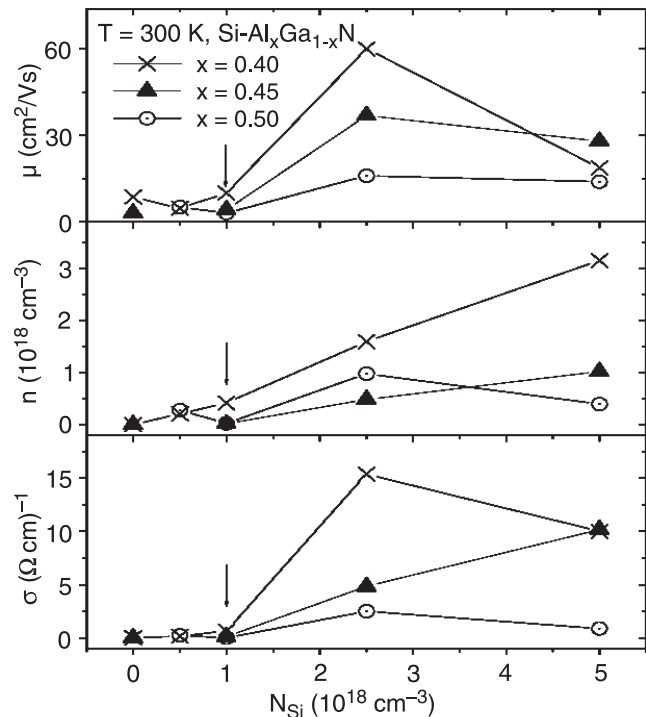 T = 300 K, Si-AlₓGa₁₋ₓN
x = 0.40
x = 0.45
x = 0.50
μ (cm²/Vs)
60
30
0
n (10¹⁸ cm⁻³)
3
2
1
0
σ (Ω cm)⁻¹
15
10
5
0
0 1 2 3 4 5
N_Si (10¹⁸ cm⁻³)